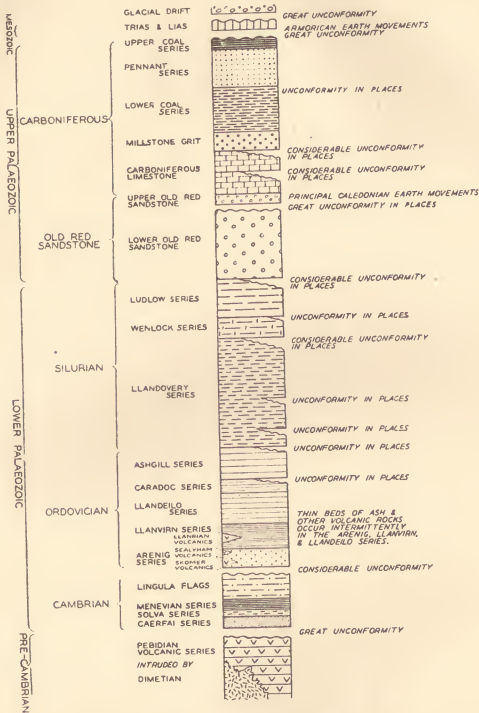 MESOZOIC
UPPER PALAEOZOIC
LOWER PALAEOZOIC
PRE-CAMBRIAN
CARBONIFEROUS
OLD RED
SANDSTONE
SILURIAN
ORDOVICIAN
CAMBRIAN
GLACIAL DRIFT
TRIAS & LIAS
UPPER COAL
SERIES
PENNANT
SERIES
LOWER COAL
SERIES
MILLSTONE GRIT
CARBONIFEROUS
LIMESTONE
UPPER OLD RED
SANDSTONE
LOWER OLD RED
SANDSTONE
LUDLOW SERIES
WENLOCK SERIES
LLANDOVERY
SERIES
ASHGILL SERIES
CARADOC SERIES
LLANDEILO
SERIES
LLANVIRN SERIES
LLANRIAN
VOLCANICS
ARENIG
SERIES
SEALYHAM
VOLCANICS
SKOMER
VOLCANICS
LINGULA FLAGS
MENEVIAN SERIES
SOLVA SERIES
CAERFAI SERIES
PEBIDIAN
VOLCANIC SERIES
INTRUDED BY
DIMETIAN
GREAT UNCONFORMITY
ARMORICAN EARTH MOVEMENTS
GREAT UNCONFORMITY
UNCONFORMITY IN PLACES
CONSIDERABLE UNCONFORMITY
IN PLACES
CONSIDERABLE UNCONFORMITY
IN PLACES
PRINCIPAL CALEDONIAN EARTH MOVEMENTS
GREAT UNCONFORMITY IN PLACES
CONSIDERABLE UNCONFORMITY
IN PLACES
UNCONFORMITY IN PLACES
CONSIDERABLE UNCONFORMITY
IN PLACES
UNCONFORMITY IN PLACES
UNCONFORMITY IN PLACES
UNCONFORMITY IN PLACES
UNCONFORMITY IN PLACES
THIN BEDS OF ASH &
OTHER VOLCANIC ROCKS
OCCUR INTERMITTENTLY
IN THE ARENIG, LLANVIRN,
& LLANDEILO SERIES.
CONSIDERABLE UNCONFORMITY
GREAT UNCONFORMITY